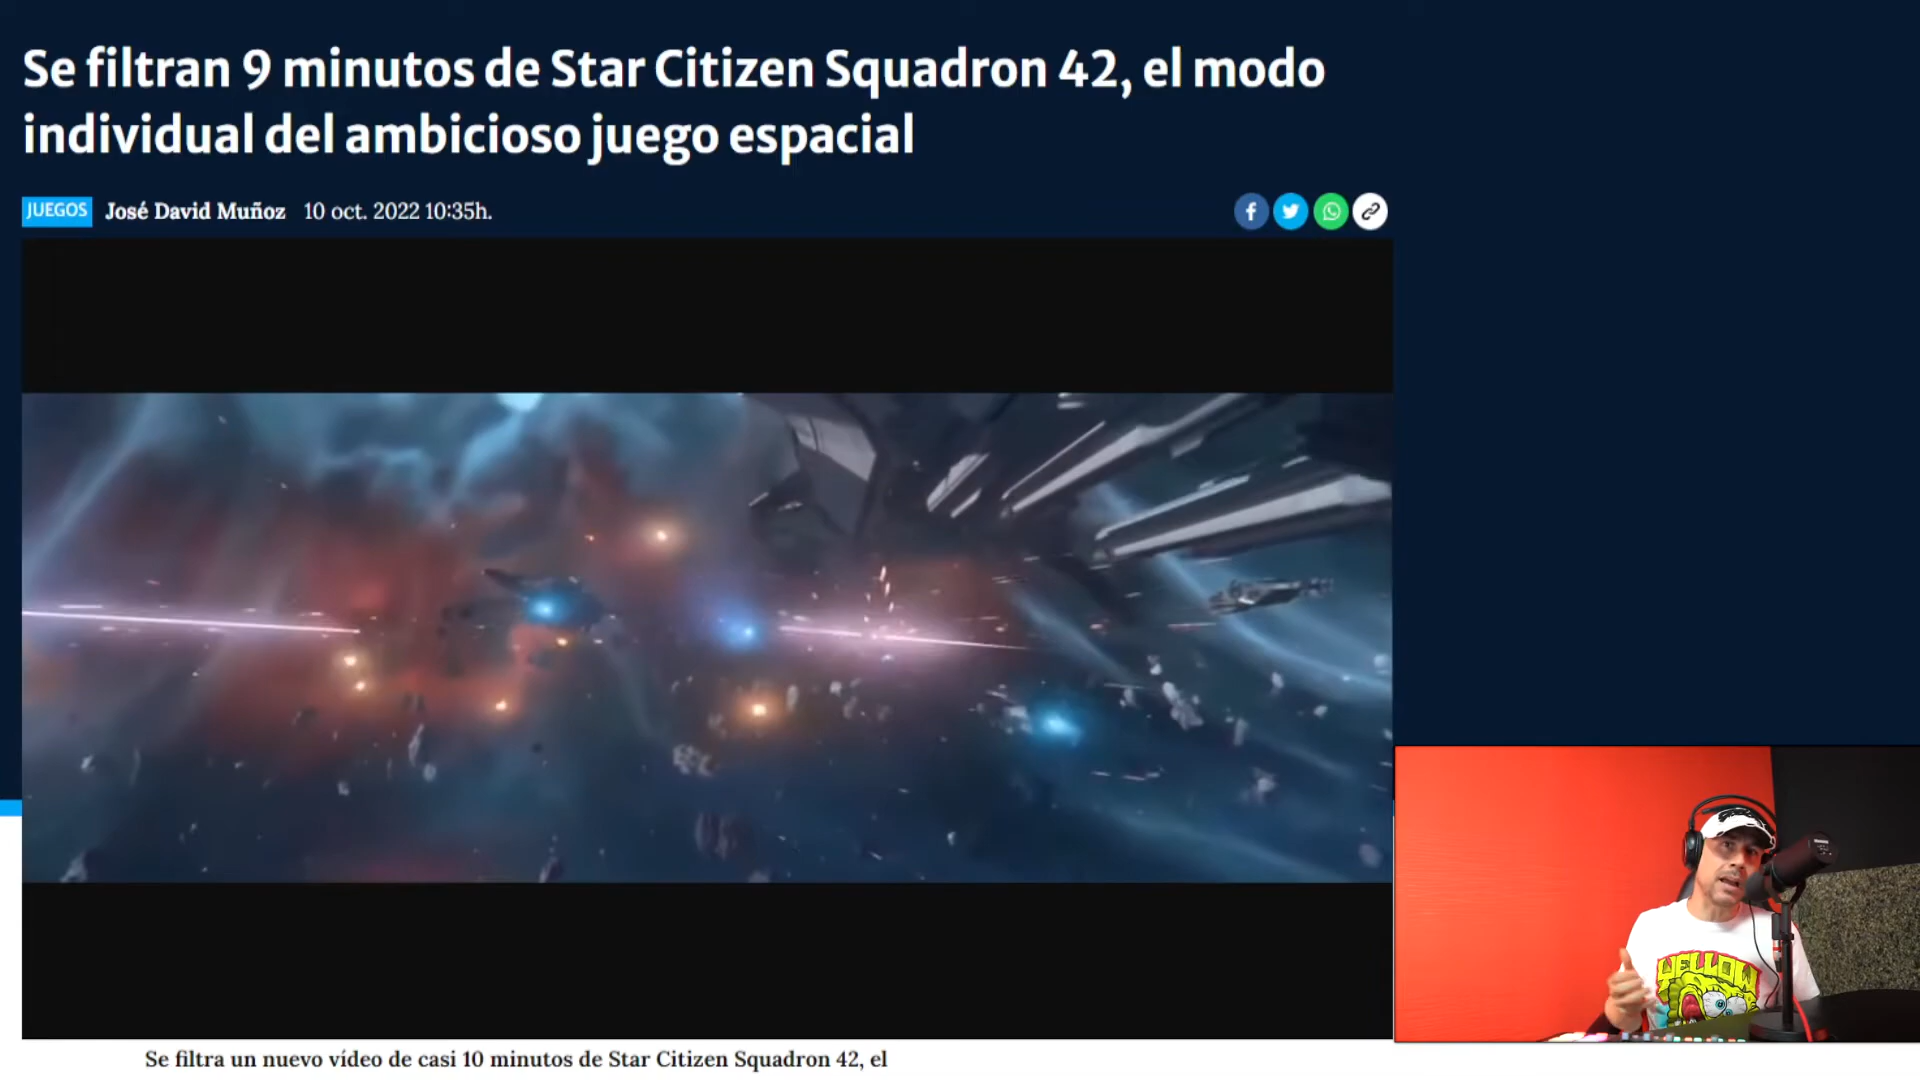 Se filtran 9 minutos de Star Citizen Squadron 42, el modo
individual del ambicioso juego espacial
JUEGOS José David Muñoz 10 oct. 2022 10:35h.
YELLOW
Se filtra un nuevo vídeo de casi 10 minutos de Star Citizen Squadron 42, el